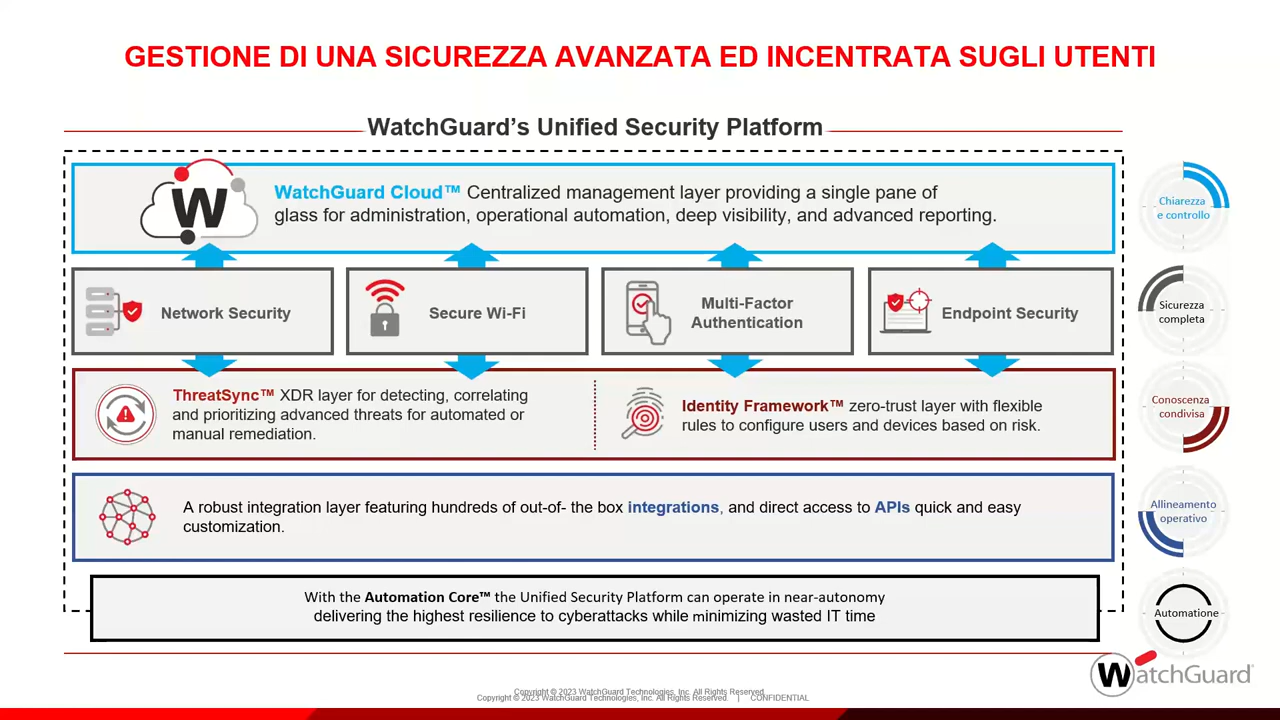 GESTIONE DI UNA SICUREZZA AVANZATA ED INCENTRATA SUGLI UTENTI
WatchGuard's Unified Security Platform
W
WatchGuard Cloud™ Centralized management layer providing a single pane of
glass for administration, operational automation, deep visibility, and advanced reporting.
Chiarezza
e controllo
Network Security
Secure Wi-Fi
Multi-Factor
Authentication
Endpoint Security
Sicurezza
completa
ThreatSync™ XDR layer for detecting, correlating
and prioritizing advanced threats for automated or
manual remediation.
Identity Framework™ zero-trust layer with flexible
rules to configure users and devices based on risk.
Conoscenza
condivisa
A robust integration layer featuring hundreds of out-of- the box integrations, and direct access to APIs quick and easy
customization.
Allineamento
operativo
With the Automation Core™ the Unified Security Platform can operate in near-autonomy
delivering the highest resilience to cyberattacks while minimizing wasted IT time
Automatione
WatchGuard
Copyright © 2023 WatchGuard Technologies, Inc. All Rights Reserved
Copyright © 2023 WatchGuard Technologies, Inc. All Rights Reserved. | CONFIDENTIAL